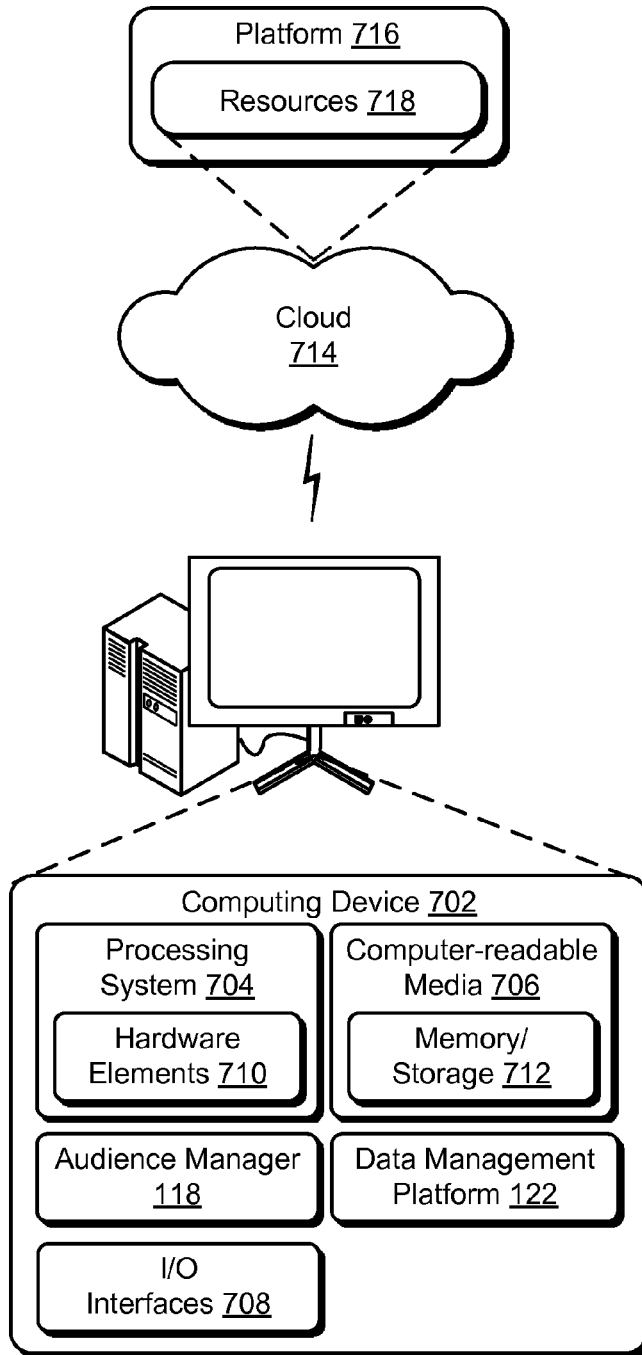 Platform 716
Resources 718
Cloud
714
Computing Device 702
Processing
System 704
Hardware
Elements 710
Computer-readable
Media 706
Memory/
Storage 712
Audience Manager
118
Data Management
Platform 122
I/O
Interfaces 708